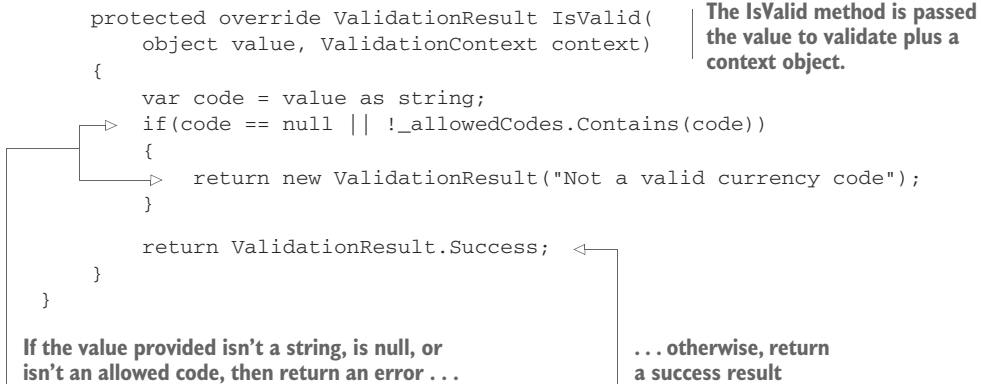 protected override ValidationResult IsValid(
object value, ValidationContext context)
The IsValid method is passed
the value to validate plus a
context object.
{
var code = value as string;
if(code == null || !_allowedCodes.Contains(code))
{
return new ValidationResult("Not a valid currency code");
}
return ValidationResult.Success;
}
}
If the value provided isn't a string, is null, or
isn't an allowed code, then return an error . . .
. . . otherwise, return
a success result